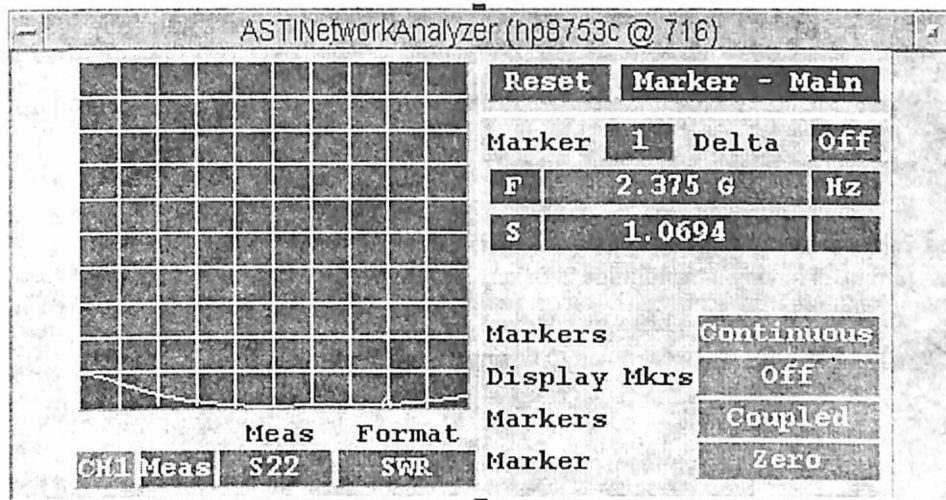 ASTINetworkAnalyzer (hp8753c @ 716)
Reset Marker - Main
Marker 1 Delta Off
F 2.375 G Hz
S 1.0694
Markers Continuous
Display Mkrs Off
Markers Coupled
Marker Zero
Meas Format
CH1 Meas S22 SWR